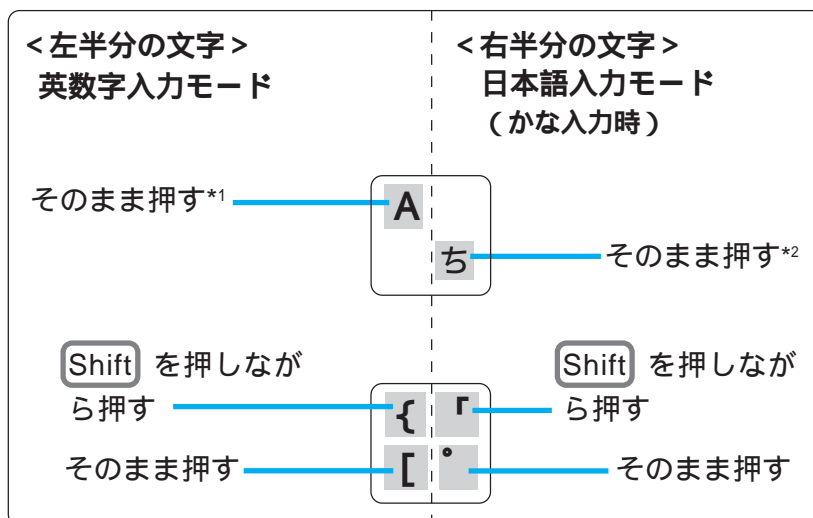 <左半分の文字>
英数字入力モード
<右半分の文字>
日本語入力モード
(かな入力時)
そのまま押す*1
A
ち
そのまま押す*2
Shift を押しなが
ら押す
{
「
Shift を押しなが
ら押す
そのまま押す
[
゜
そのまま押す